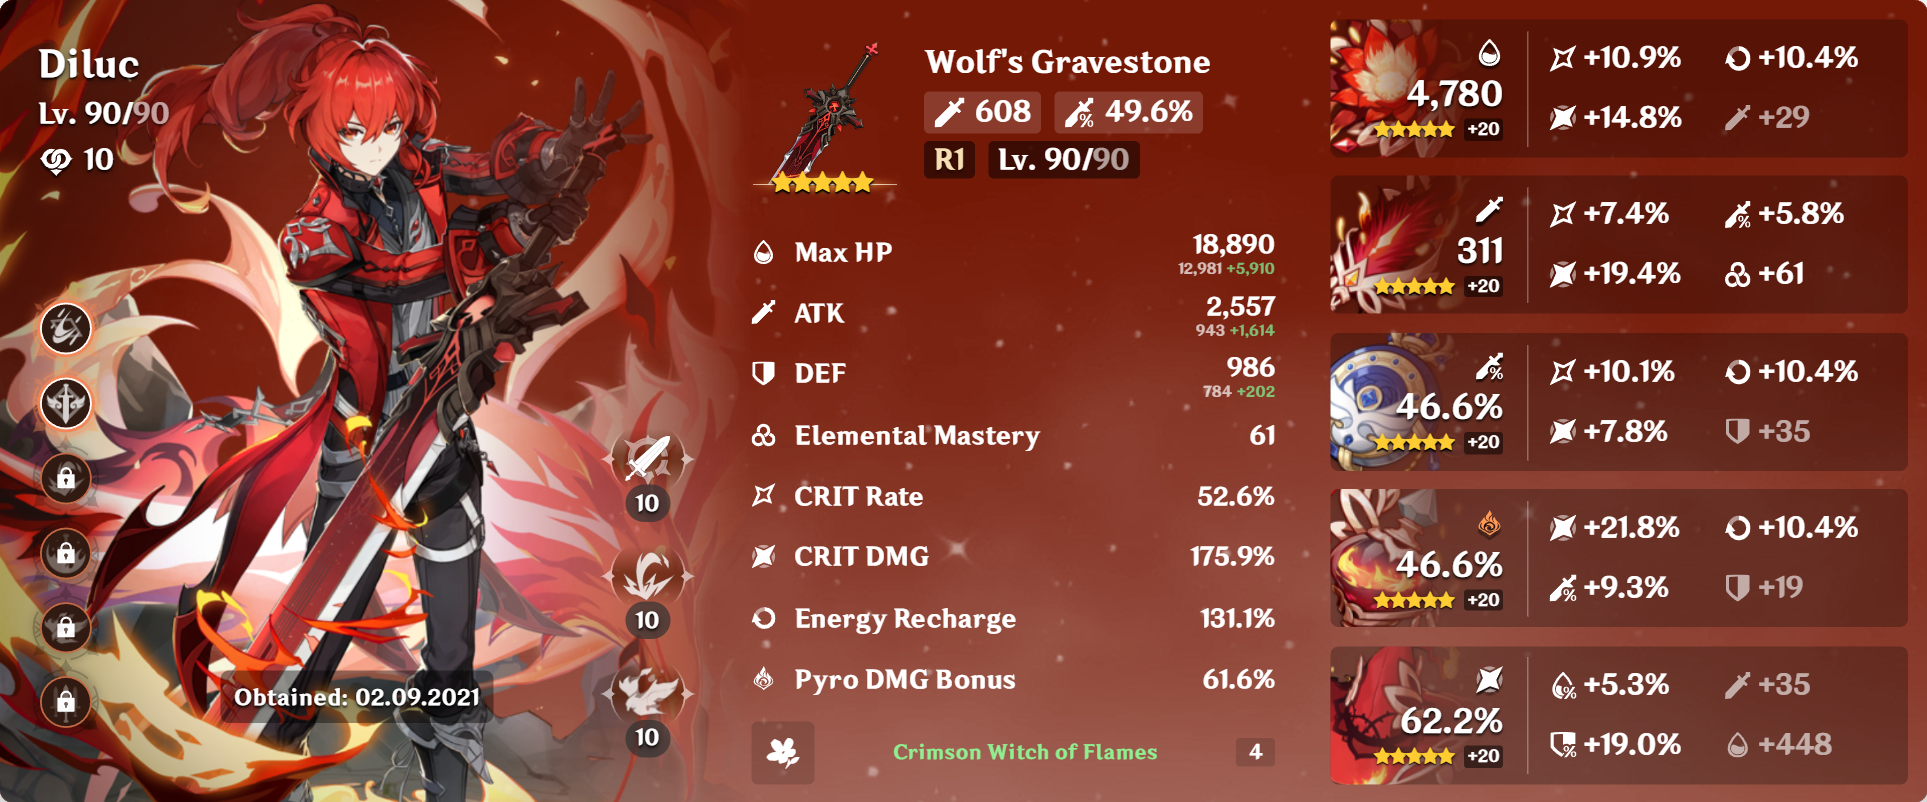 Diluc
Lv. 90/90
10
10
10
10
Obtained: 02.09.2021
Wolf's Gravestone
608 49.6%
R1 Lv. 90/90
Max HP 18,890
12,981 +5,910
ATK 2,557
943 +1,614
DEF 986
784 +202
Elemental Mastery 61
CRIT Rate 52.6%
CRIT DMG 175.9%
Energy Recharge 131.1%
Pyro DMG Bonus 61.6%
Crimson Witch of Flames 4
4,780
+20
+10.9% +10.4%
+14.8% +29
311
+20
+7.4% +5.8%
+19.4% +61
46.6%
+20
+10.1% +10.4%
+7.8% +35
46.6%
+20
+21.8% +10.4%
+9.3% +19
62.2%
+20
+5.3% +35
+19.0% +448